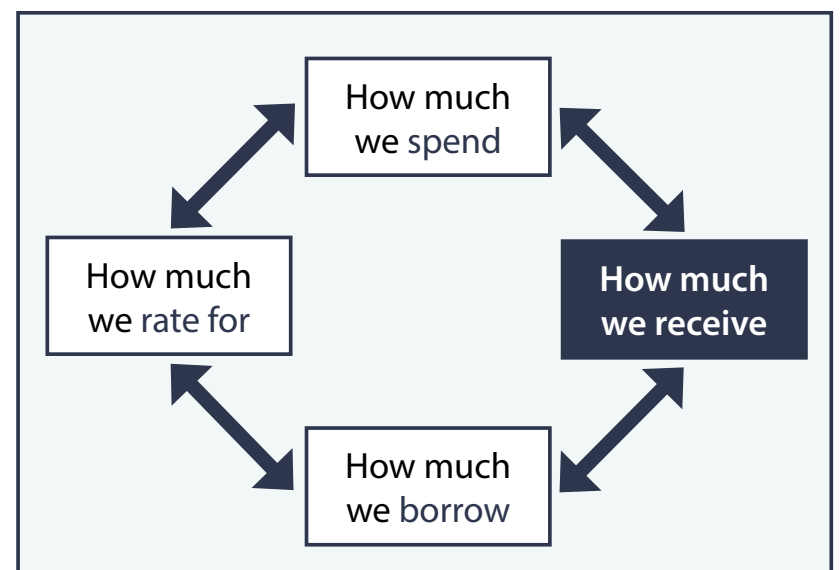 How much
we spend
How much
we rate for
How much
we receive
How much
we borrow